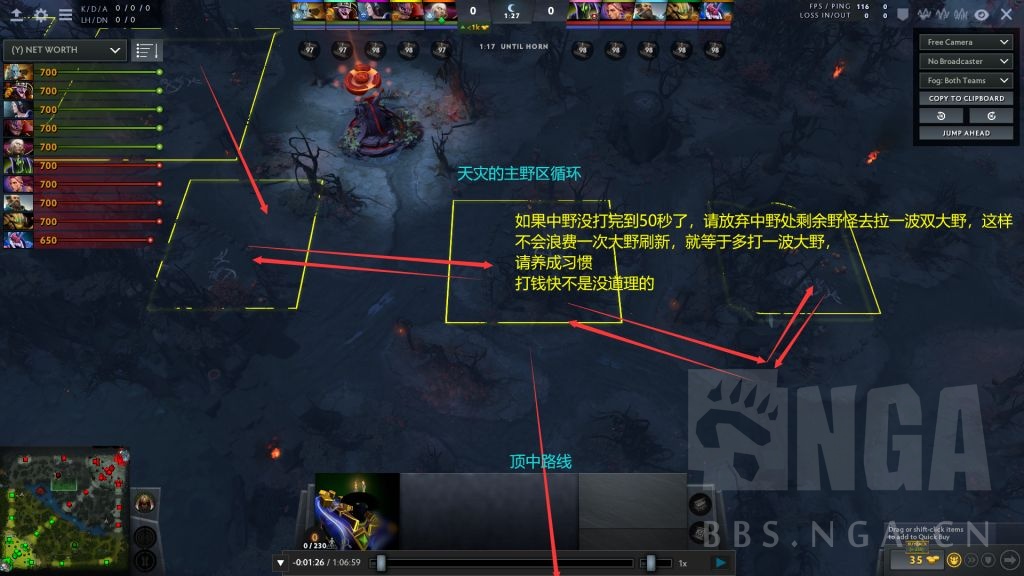 K/D/A 0 / 0 / 0
LH/DN 0 / 0
0
1:27
0
<1k
FPS / PING 116 0
LOSS IN/OUT 0 0
(Y) NET WORTH
97 97 97 97 97
1:17 UNTIL HORN
98 98 98 98 98
Free Camera
No Broadcaster
Fog: Both Teams
COPY TO CLIPBOARD
JUMP AHEAD
700
700
700
700
700
700
700
700
700
650
天灾的主野区循环
如果中野没打完到50秒了，请放弃中野处剩余野怪去拉一波双大野，这样
不会浪费一次大野刷新，就等于多打一波大野，
请养成习惯
打钱快不是没道理的
顶中路线
NGA
BBS.NGA.CN
0 / 230
Drag or shift-click items
to add to Quick Buy
35
-0:01:26 / 1:06:59
1x